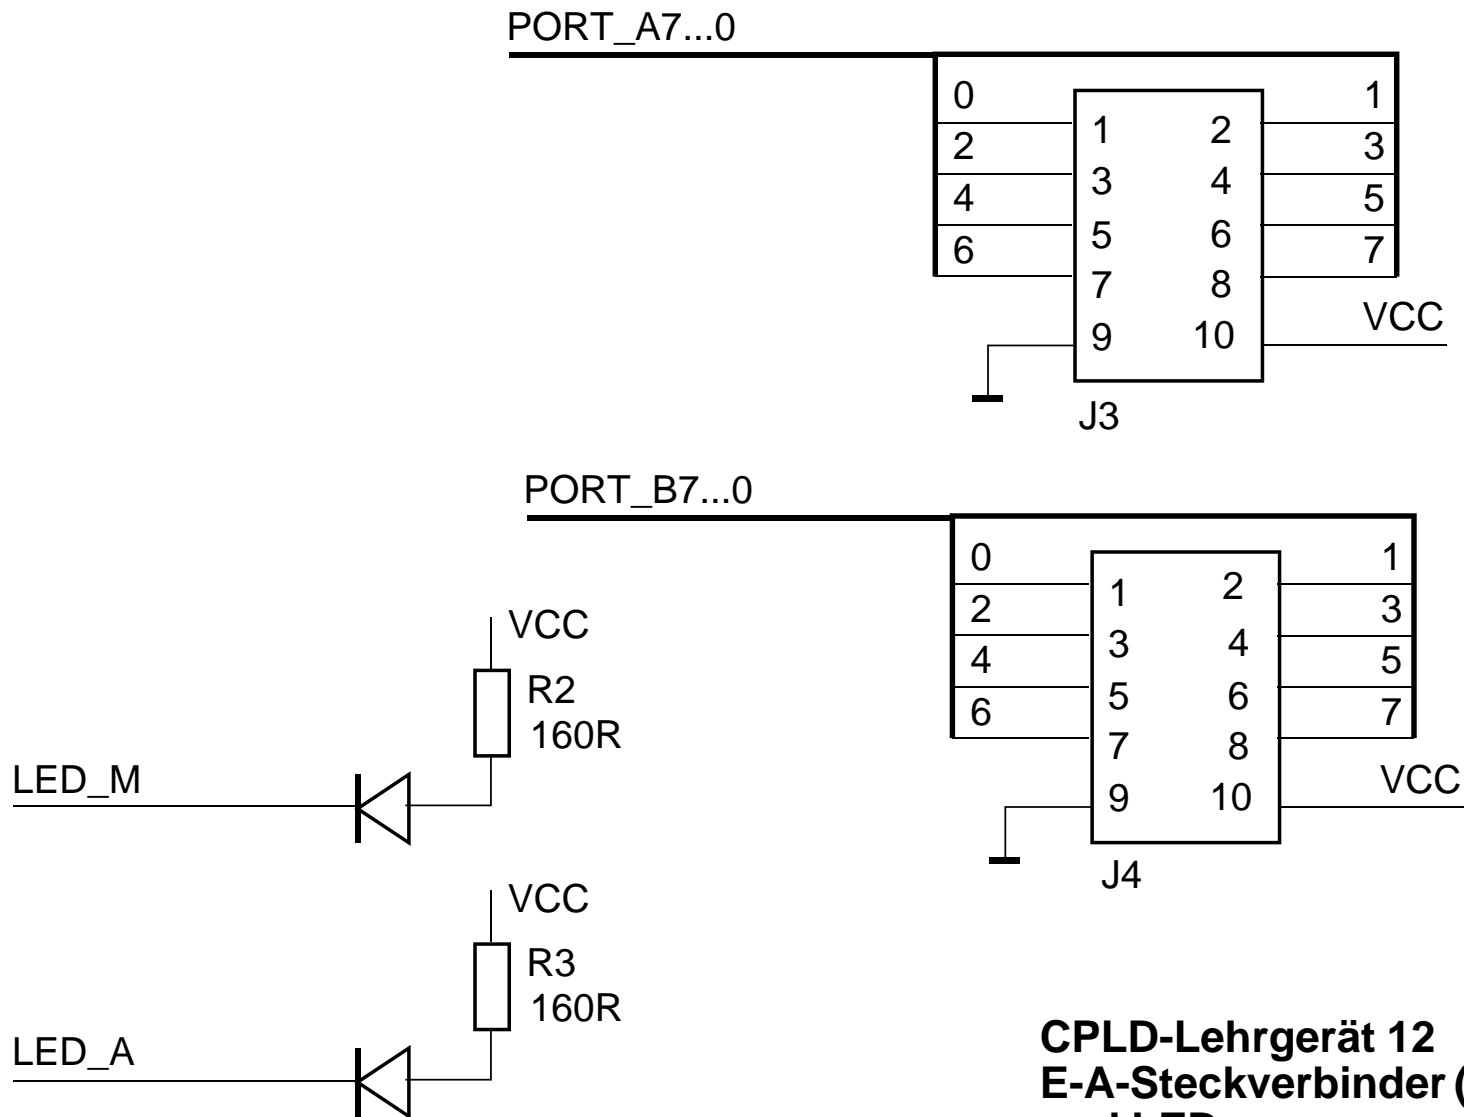 PORT_A7...0
0 1
1 2
2 3
3 4
4 5
5 6
6 7
7 8
VCC
9 10
J3
PORT_B7...0
0 1
1 2
2 3
3 4
4 5
5 6
6 7
7 8
VCC
9 10
J4
VCC
R2
160R
LED_M
VCC
R3
160R
LED_A
CPLD-Lehrgerät 12
E-A-Steckverbinder (